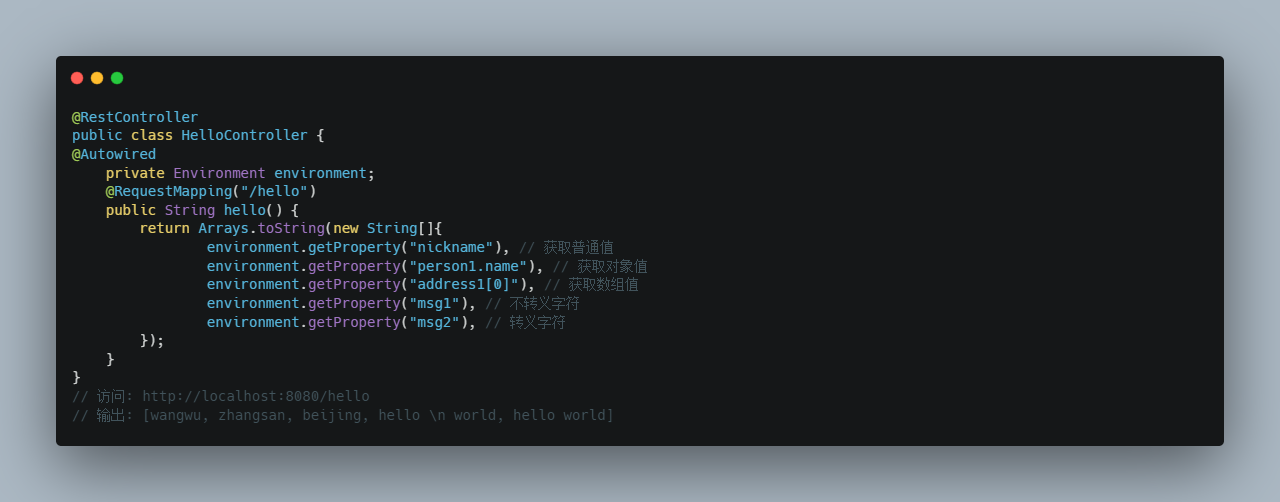 @RestController
public class HelloController {
@Autowired
    private Environment environment;
    @RequestMapping("/hello")
    public String hello() {
        return Arrays.toString(new String[]{
                environment.getProperty("nickname"), // 获取普通值
                environment.getProperty("person1.name"), // 获取对象值
                environment.getProperty("address1[0]"), // 获取数组值
                environment.getProperty("msg1"), // 不转义字符
                environment.getProperty("msg2"), // 转义字符
        });
    }
}
// 访问: http://localhost:8080/hello
// 输出: [wangwu, zhangsan, beijing, hello \n world, hello world]